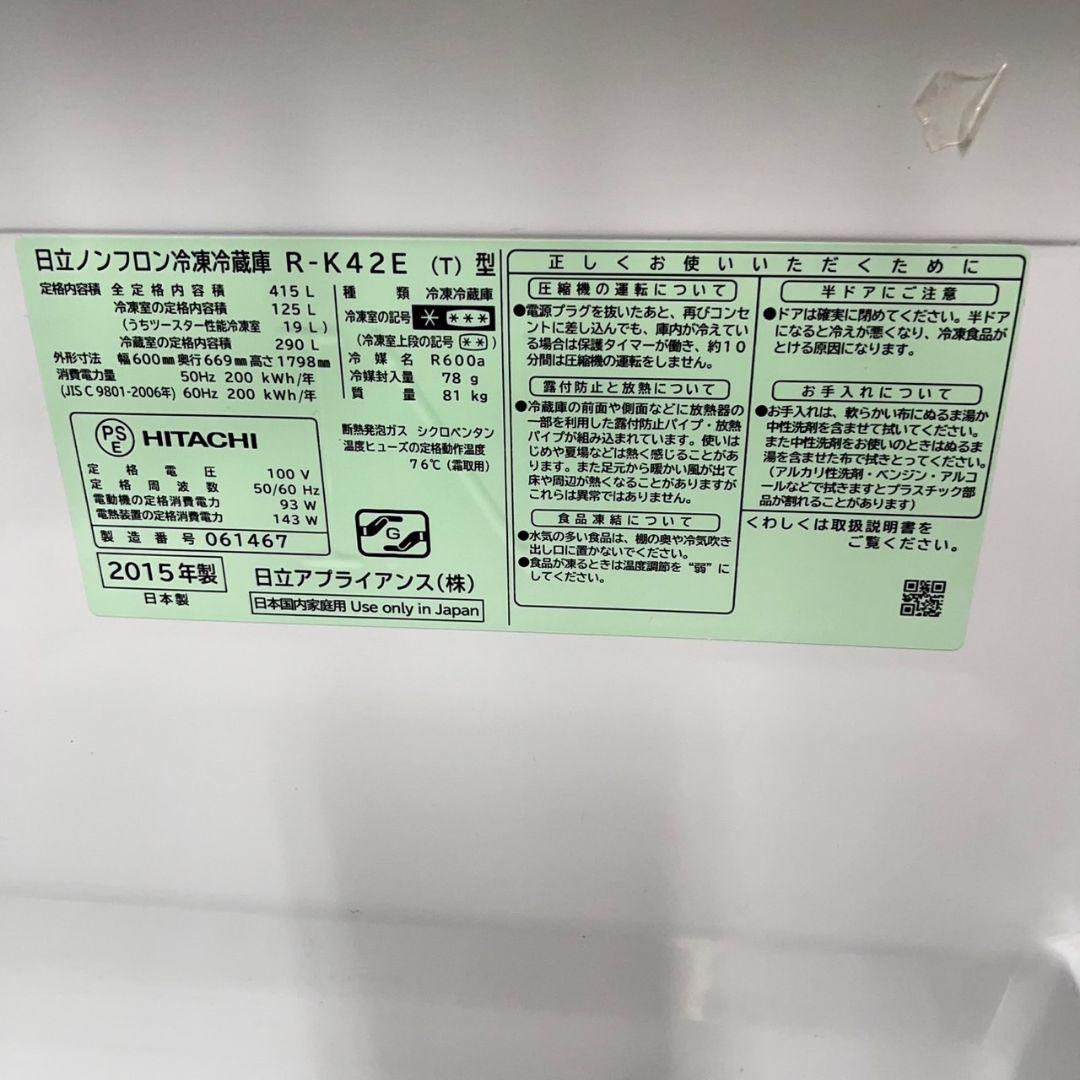 日立ノンフロン冷凍冷蔵庫 R-K42E (T) 型
定格内容積 全定格内容積 415 L
冷凍室の定格内容積 125 L
(うちツースター性能冷凍室 19 L)
冷蔵室の定格内容積 290 L
外形寸法 幅600㎜奥行669㎜高さ1798㎜
消費電力量 50Hz 200 kWh/年
(JIS C 9801-2006年) 60Hz 200 kWh/年
種類 冷凍冷蔵庫
冷凍室の記号 * ***
(冷凍室上段の記号 **)
冷媒名 R600a
冷媒封入量 78 g
質量 81 kg
断熱発泡ガス シクロペンタン
温度ヒューズの定格動作温度
76℃(霜取用)
PSE HITACHI
定格電圧 100 V
定格周波数 50/60 Hz
電動機の定格消費電力 93 W
電熱装置の定格消費電力 143 W
製造番号 061467
2015年製
日本製
G
日立アプライアンス(株)
日本国内家庭用 Use only in Japan
正しくお使いいただくために
圧縮機の運転について
●電源プラグを抜いたあと、再びコンセ
ントに差し込んでも、庫内が冷えてい
る場合は保護タイマーが働き、約10
分間は圧縮機の運転をしません。
露付防止と放熱について
●冷蔵庫の前面や側面などに放熱器の
一部を利用した露付防止パイプ・放熱
パイプが組み込まれています。使いは
じめや夏場などは熱く感じることがあ
ります。また足元から暖かい風が出て
床や周辺が熱くなることがありますが
これらは異常ではありません。
食品凍結について
●水気の多い食品は、棚の奥や冷気吹き
出し口に置かないでください。
●食品が凍るときは温度調節を“弱”に
してください。
半ドアにご注意
●ドアは確実に閉めてください。半ドア
になると冷えが悪くなり、冷凍食品が
とける原因になります。
お手入れについて
●お手入れは、軟らかい布にぬるま湯か
中性洗剤を含ませて拭いてください。
また中性洗剤をお使いのときはぬるま
湯を含ませた布で拭きとってください。
(アルカリ性洗剤・ベンジン・アルコ
ールなどで拭きますとプラスチック部
品が割れることがあります)
くわしくは取扱説明書を
ご覧ください。